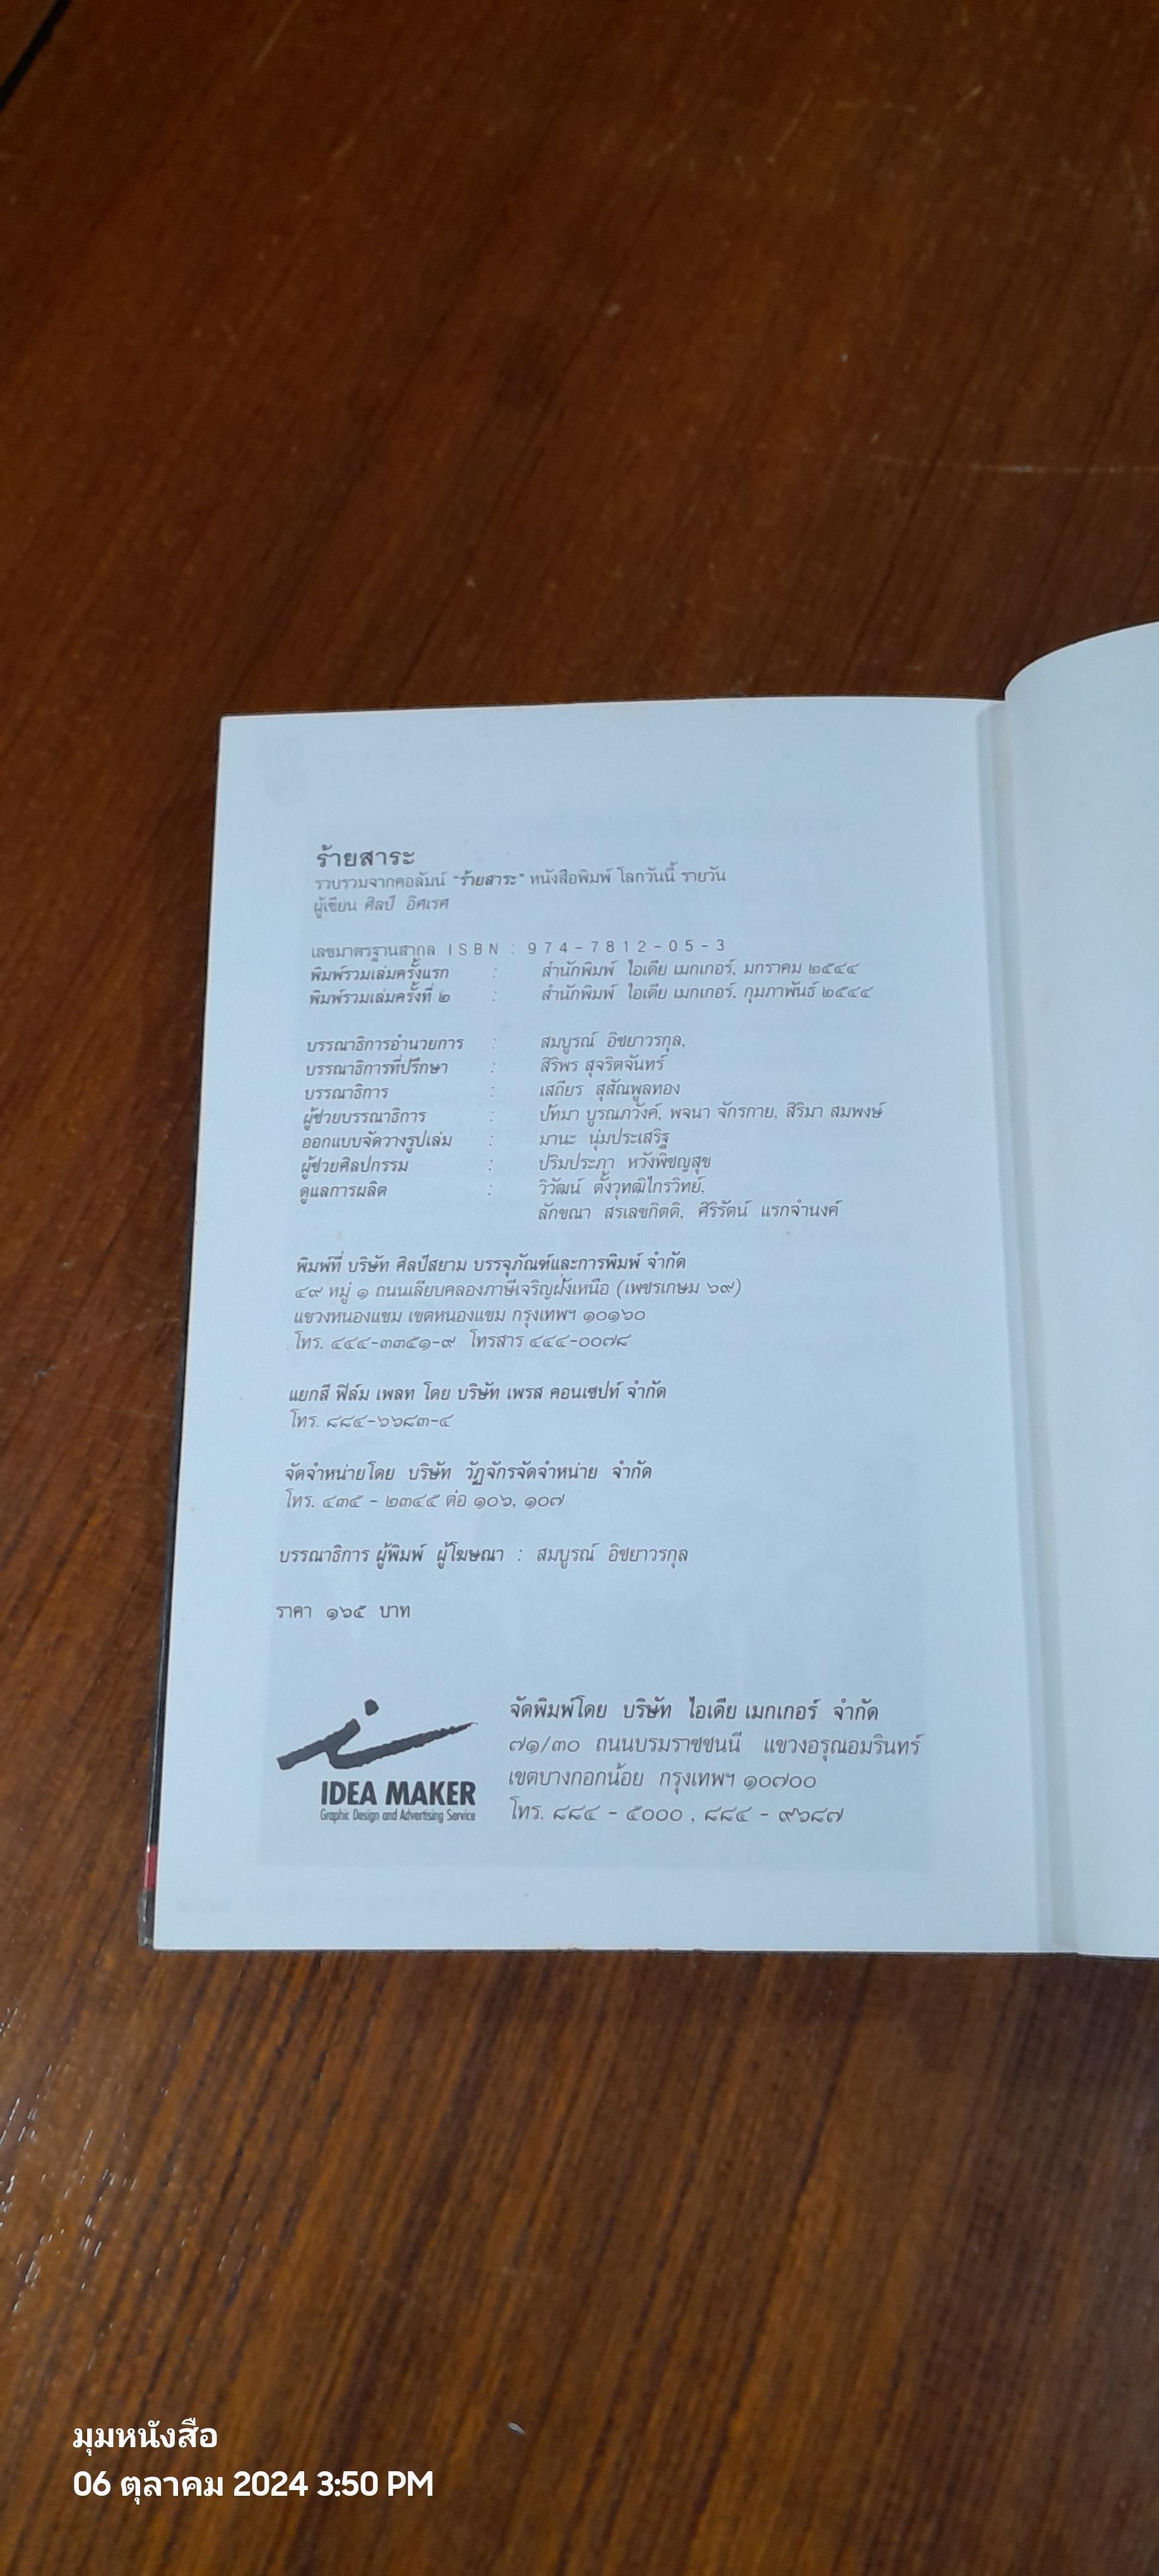 ร้ายสาระ
รวบรวมจากคอลัมน์ “ร้ายสาระ” หนังสือพิมพ์ โลกวันนี้ รายวัน
ผู้เขียน ศิลป์ อิศเรศ
เลขมาตรฐานสากล ISBN : 974-7812-05-3
พิมพ์รวมเล่มครั้งแรก : สำนักพิมพ์ ไอเดีย เมกเกอร์, มกราคม ๒๕๔๔
พิมพ์รวมเล่มครั้งที่ ๒ : สำนักพิมพ์ ไอเดีย เมกเกอร์, กุมภาพันธ์ ๒๕๔๔
บรรณาธิการอำนวยการ : สมบูรณ์ อิชยาวรกุล,
บรรณาธิการที่ปรึกษา : สิริพร สุจริตจันทร์
บรรณาธิการ : เสถียร สุสัณพูลทอง
ผู้ช่วยบรรณาธิการ : ปัทมา บูรณภวังค์, พจนา จักรกาย, สิริมา สมพงษ์
ออกแบบจัดวางรูปเล่ม : มานะ นุ่มประเสริฐ
ผู้ช่วยศิลปกรรม : ปริมประภา หวังพิชญสุข
ดูแลการผลิต : วิวัฒน์ ตั้งวุฑฒิไกรวิทย์,
ลักขณา สรเลขกิตติ, ศิริรัตน์ แรกจำนงค์
พิมพ์ที่ บริษัท ศิลป์สยาม บรรจุภัณฑ์และการพิมพ์ จำกัด
๔๙ หมู่ ๑ ถนนเลียบคลองภาษีเจริญฝั่งเหนือ (เพชรเกษม ๖๙)
แขวงหนองแขม เขตหนองแขม กรุงเทพฯ ๑๐๑๖๐
โทร. ๔๔๔-๓๓๕๑-๙ โทรสาร ๔๔๔-๐๐๗๘
แยกสี ฟิล์ม เพลท โดย บริษัท เพรส คอนเซปท์ จำกัด
โทร. ๘๘๔-๖๖๘๓-๔
จัดจำหน่ายโดย บริษัท วัฏจักรจัดจำหน่าย จำกัด
โทร. ๔๓๕ - ๒๓๔๕ ต่อ ๑๐๖, ๑๐๗
บรรณาธิการ ผู้พิมพ์ ผู้โฆษณา : สมบูรณ์ อิชยาวรกุล
ราคา ๑๖๕ บาท
จัดพิมพ์โดย บริษัท ไอเดีย เมกเกอร์ จำกัด
๗๑/๓๐ ถนนบรมราชชนนี แขวงอรุณอมรินทร์
เขตบางกอกน้อย กรุงเทพฯ ๑๐๗๐๐
โทร. ๘๘๔ - ๕๐๐๐ , ๘๘๔ - ๙๖๘๗
IDEA MAKER
Graphic Design and Advertising Service
มุมหนังสือ
06 ตุลาคม 2024 3:50 PM